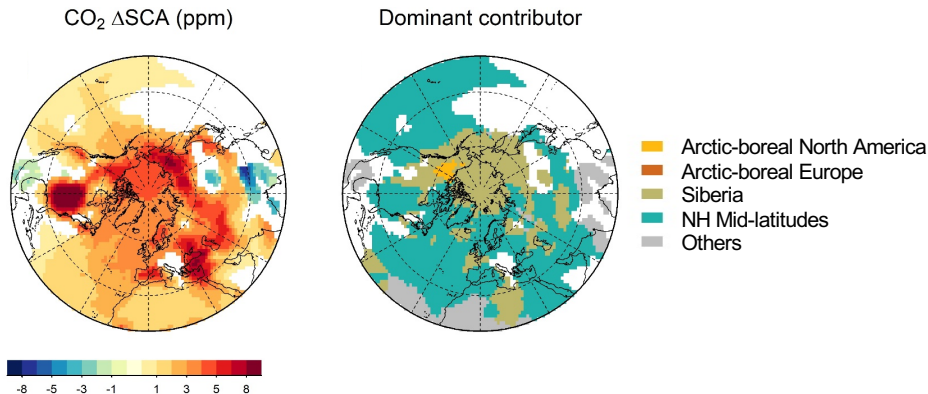 CO₂ ΔSCA (ppm)
Dominant contributor
Arctic-boreal North America
Arctic-boreal Europe
Siberia
NH Mid-latitudes
Others
-8 -5 -3 -1 1 3 5 8